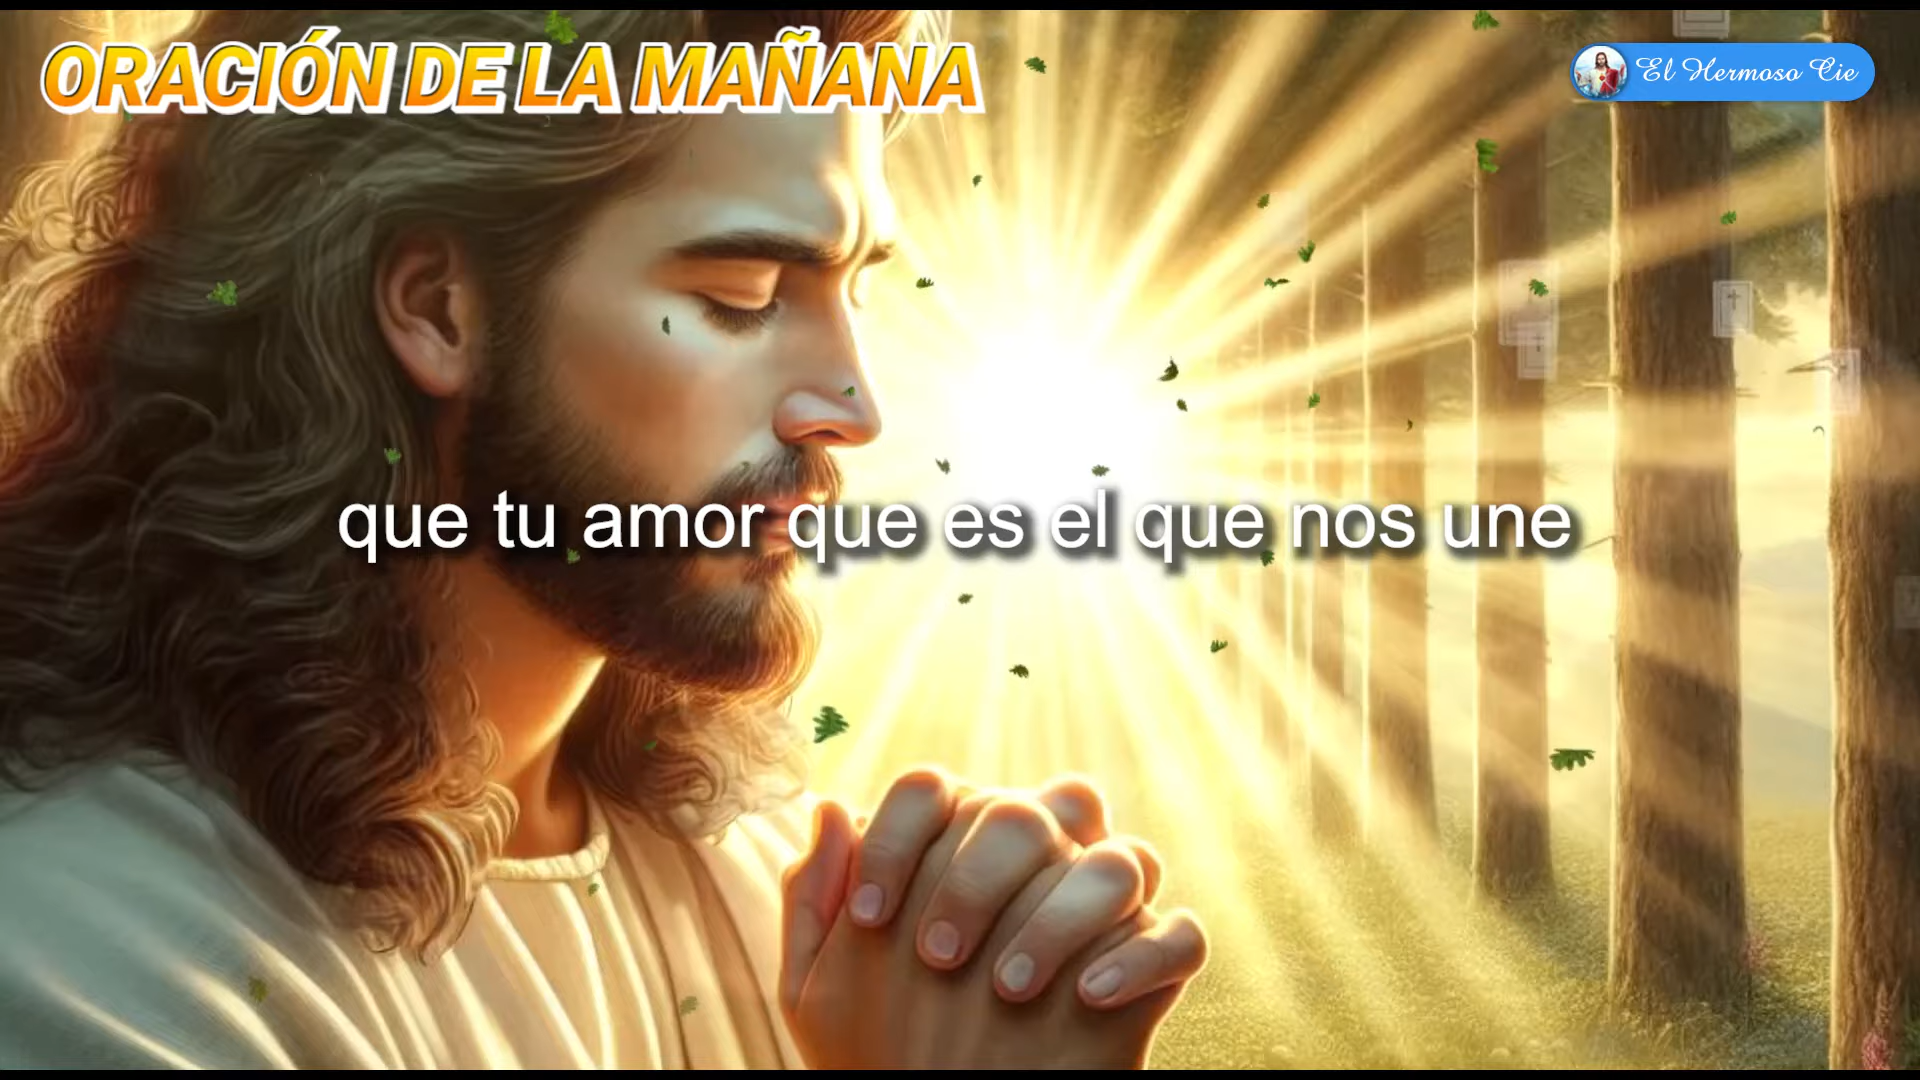 ORACIÓN DE LA MAÑANA
El Hermoso Cie
que tu amor que es el que nos une